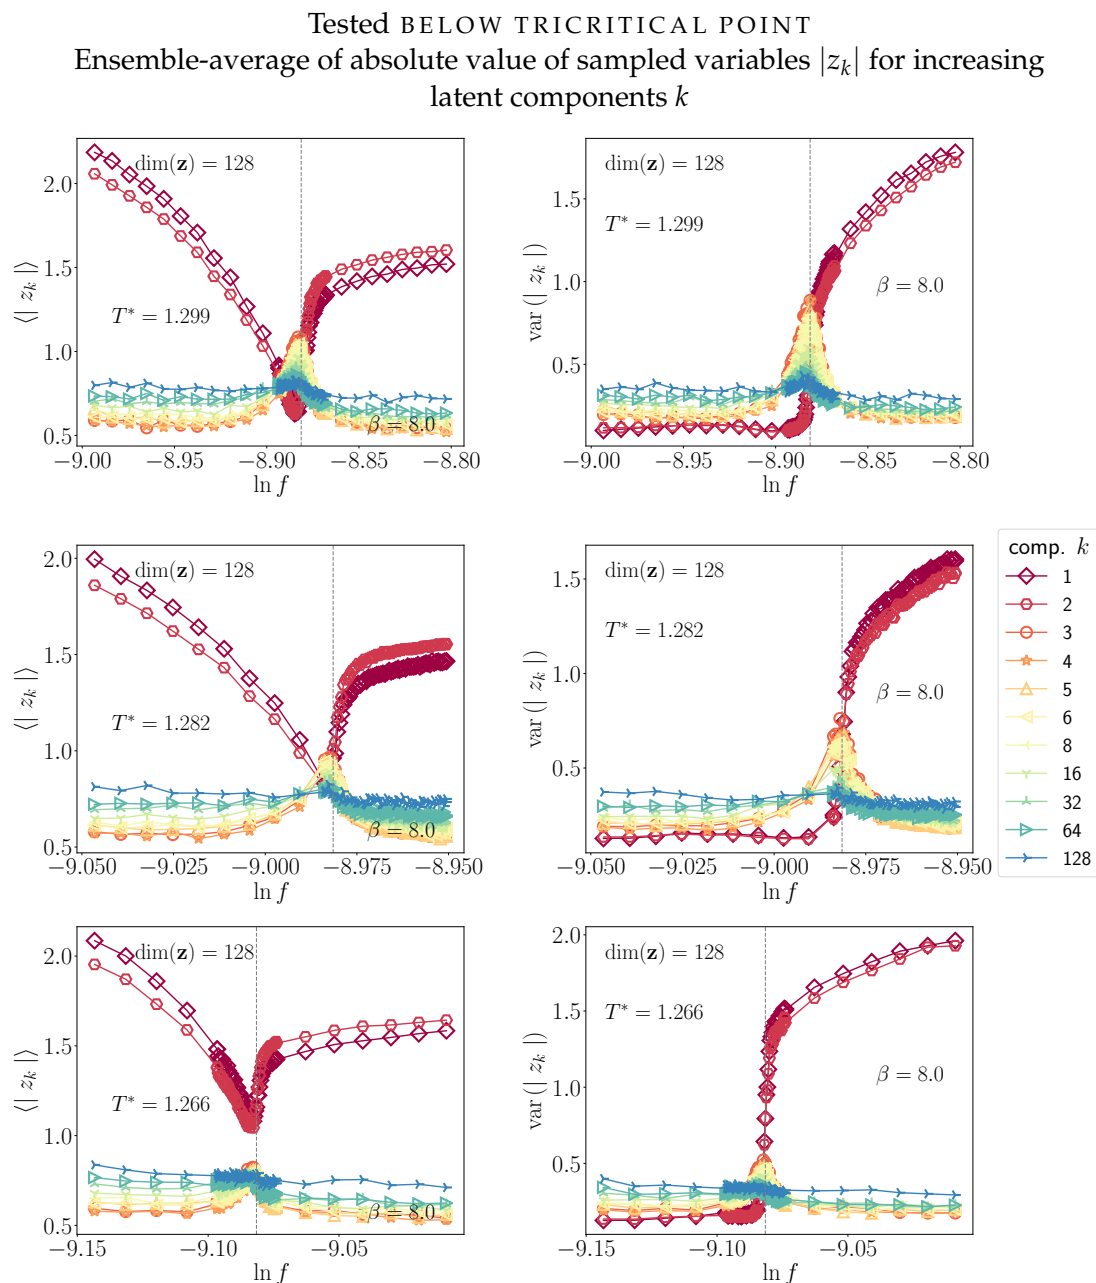 Tested BELOW TRICRITICAL POINT
Ensemble-average of absolute value of sampled variables |z_k| for increasing
latent components k
dim(z) = 128
T* = 1.299
β = 8.0
⟨| z_k |⟩
2.0
1.5
1.0
0.5
−9.00 −8.95 −8.90 −8.85 −8.80
ln f
dim(z) = 128
T* = 1.299
β = 8.0
var (| z_k |)
1.5
1.0
0.5
−9.00 −8.95 −8.90 −8.85 −8.80
ln f
dim(z) = 128
T* = 1.282
β = 8.0
⟨| z_k |⟩
2.0
1.5
1.0
0.5
−9.050 −9.025 −9.000 −8.975 −8.950
ln f
dim(z) = 128
T* = 1.282
β = 8.0
var (| z_k |)
1.5
1.0
0.5
−9.050 −9.025 −9.000 −8.975 −8.950
ln f
comp. k
1
2
3
4
5
6
8
16
32
64
128
dim(z) = 128
T* = 1.266
β = 8.0
⟨| z_k |⟩
2.0
1.5
1.0
0.5
−9.15 −9.10 −9.05
ln f
dim(z) = 128
T* = 1.266
β = 8.0
var (| z_k |)
2.0
1.5
1.0
0.5
−9.15 −9.10 −9.05
ln f